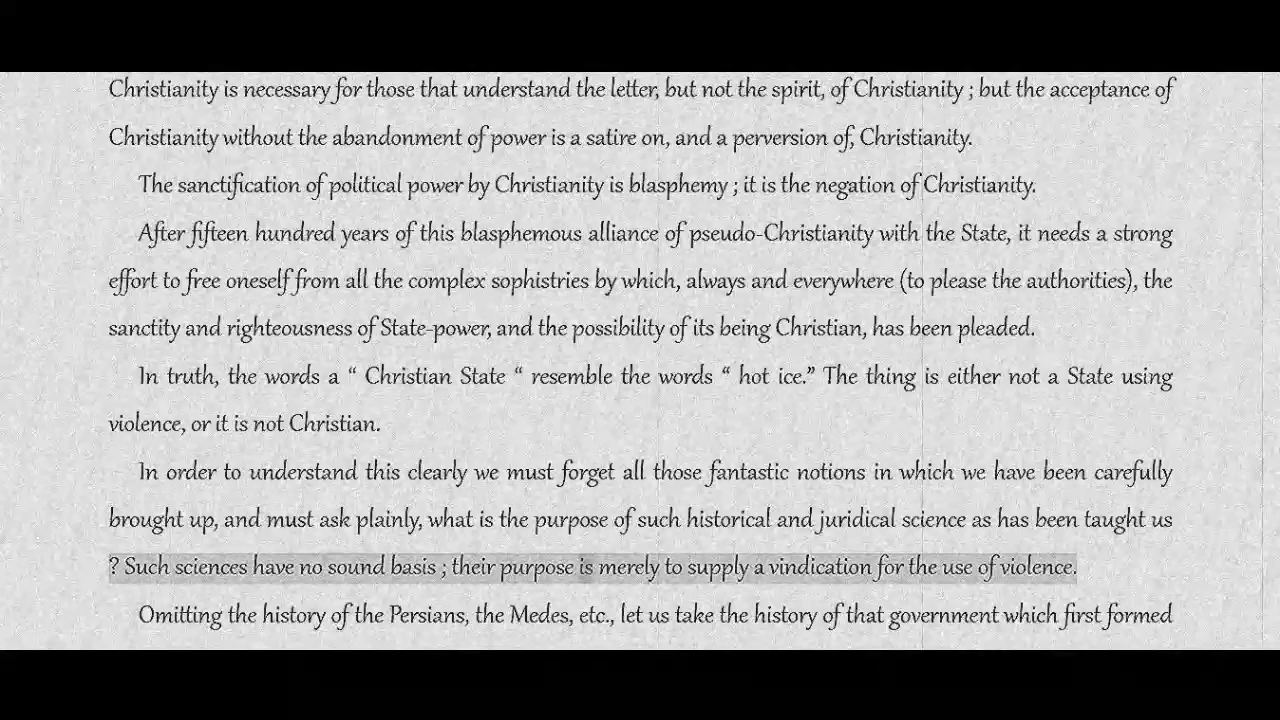 Christianity is necessary for those that understand the letter, but not the spirit, of Christianity ; but the acceptance of
Christianity without the abandonment of power is a satire on, and a perversion of, Christianity.
The sanctification of political power by Christianity is blasphemy ; it is the negation of Christianity.
After fifteen hundred years of this blasphemous alliance of pseudo-Christianity with the State, it needs a strong
effort to free oneself from all the complex sophistries by which, always and everywhere (to please the authorities), the
sanctity and righteousness of State-power, and the possibility of its being Christian, has been pleaded.
In truth, the words a “ Christian State “ resemble the words “ hot ice.” The thing is either not a State using
violence, or it is not Christian.
In order to understand this clearly we must forget all those fantastic notions in which we have been carefully
brought up, and must ask plainly, what is the purpose of such historical and juridical science as has been taught us
? Such sciences have no sound basis ; their purpose is merely to supply a vindication for the use of violence.
Omitting the history of the Persians, the Medes, etc., let us take the history of that government which first formed